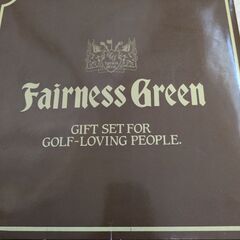 Fairness Green
GIFT SET FOR
GOLF-LOVING PEOPLE.